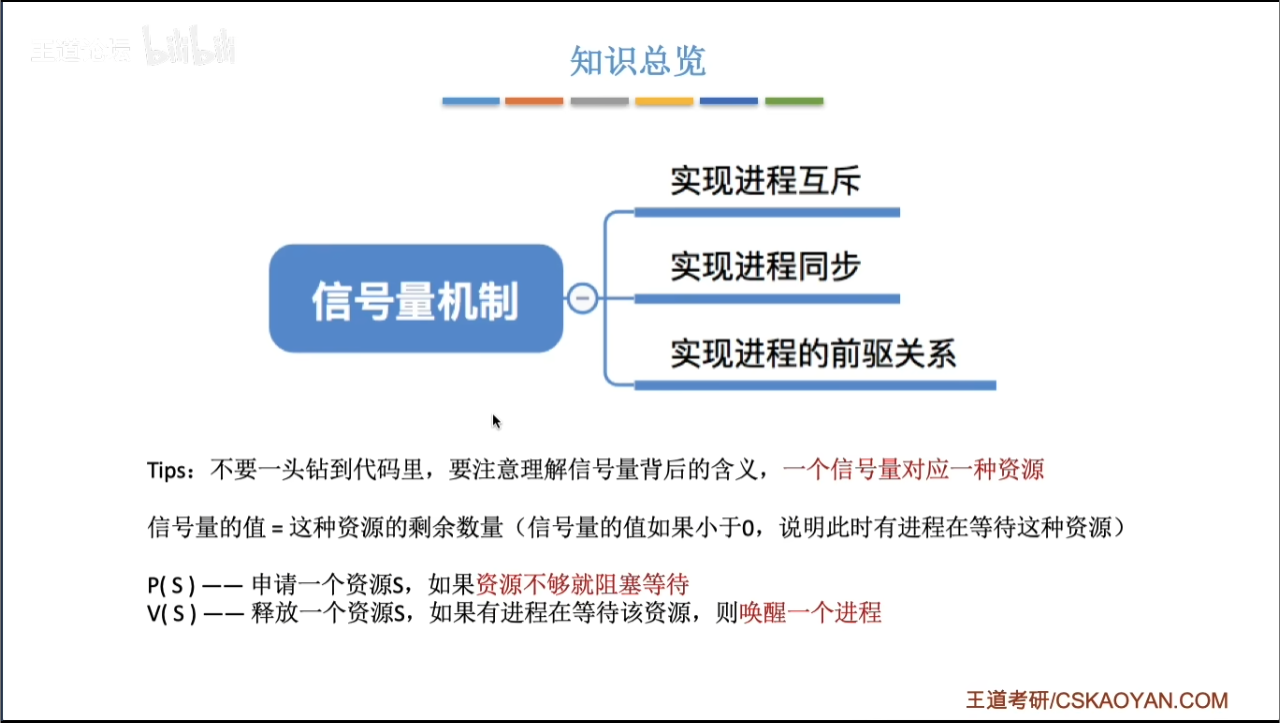 王道论坛 bilibili
知识总览
实现进程互斥
实现进程同步
信号量机制
实现进程的前驱关系
Tips：不要一头钻到代码里，要注意理解信号量背后的含义，一个信号量对应一种资源
信号量的值 = 这种资源的剩余数量（信号量的值如果小于0，说明此时有进程在等待这种资源）
P( S ) —— 申请一个资源S，如果资源不够就阻塞等待
V( S ) —— 释放一个资源S，如果有进程在等待该资源，则唤醒一个进程
王道考研/CSKAOYAN.COM